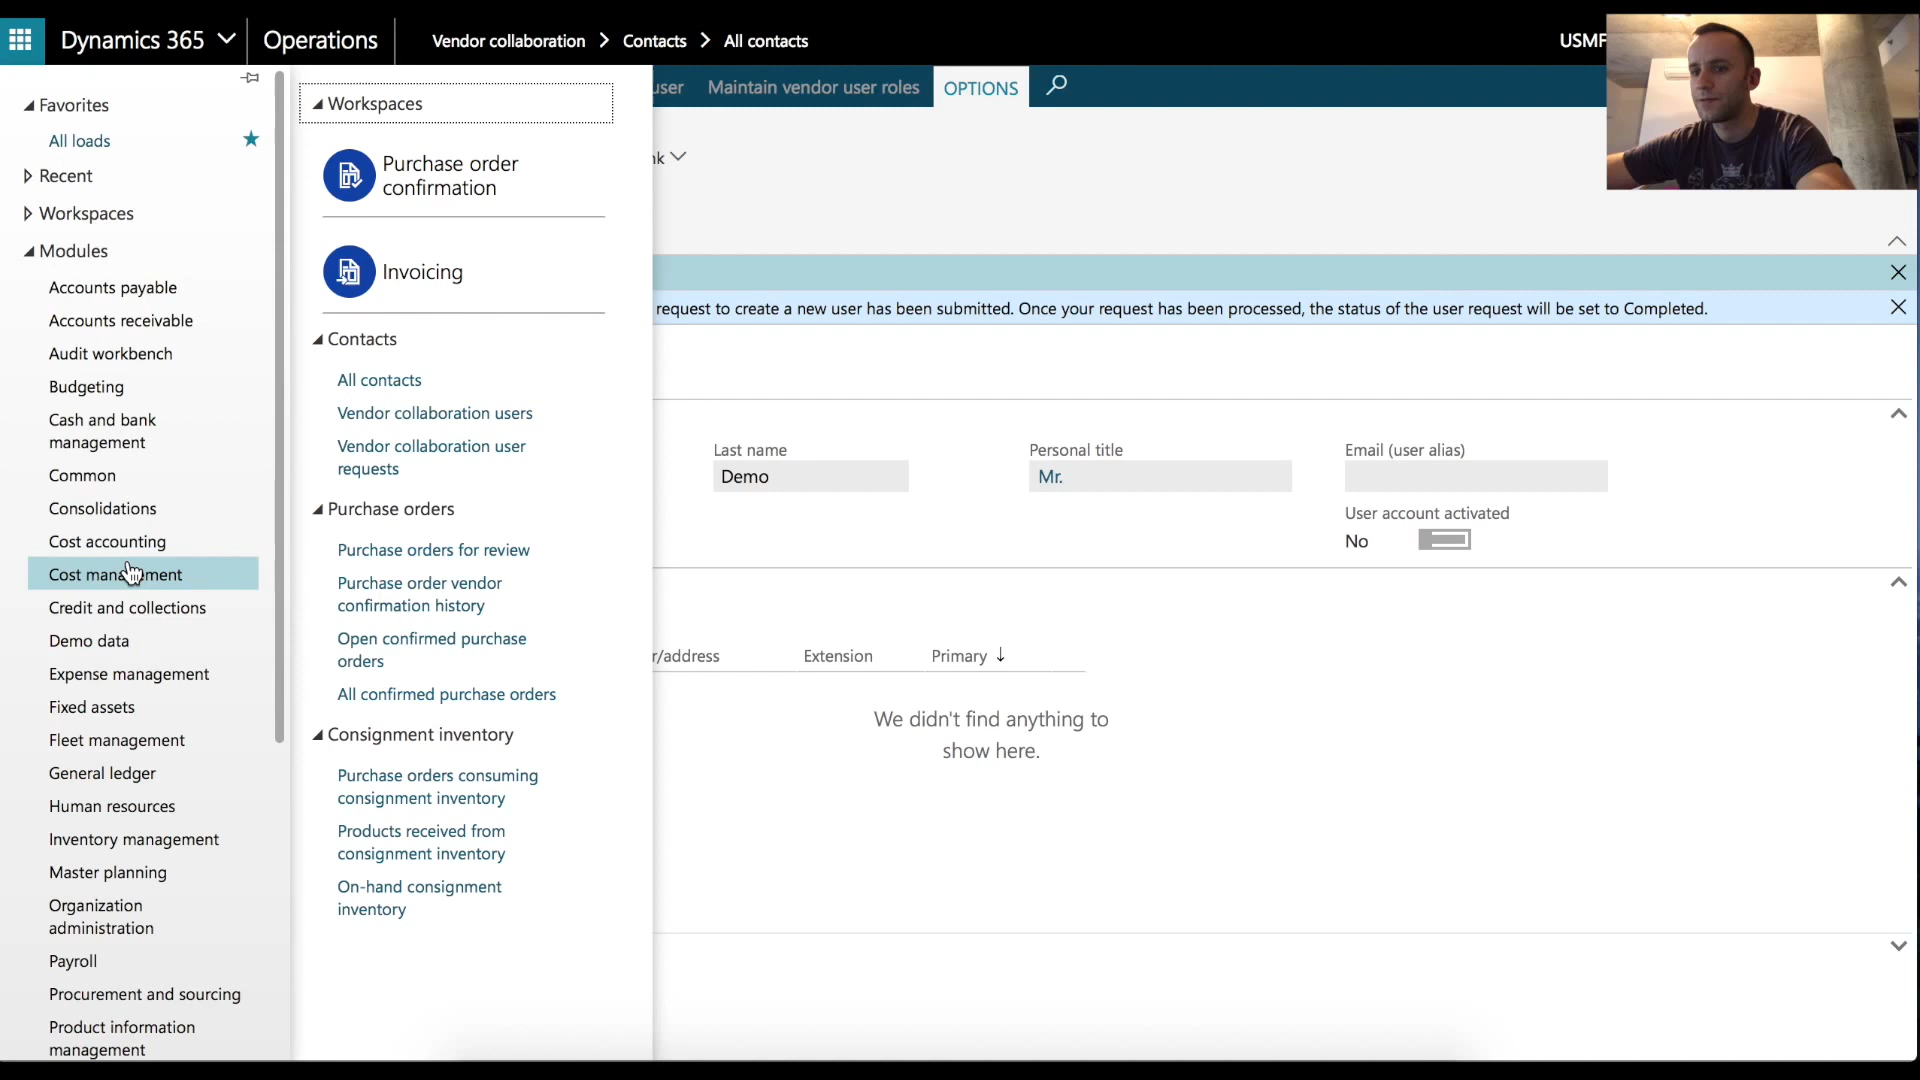 Dynamics 365
Operations
Vendor collaboration > Contacts > All contacts
USMF
Favorites
All loads
Recent
Workspaces
Modules
Accounts payable
Accounts receivable
Audit workbench
Budgeting
Cash and bank
management
Common
Consolidations
Cost accounting
Cost management
Credit and collections
Demo data
Expense management
Fixed assets
Fleet management
General ledger
Human resources
Inventory management
Master planning
Organization
administration
Payroll
Procurement and sourcing
Product information
management
Workspaces
Purchase order
confirmation
Invoicing
Contacts
All contacts
Vendor collaboration users
Vendor collaboration user
requests
Purchase orders
Purchase orders for review
Purchase order vendor
confirmation history
Open confirmed purchase
orders
All confirmed purchase orders
Consignment inventory
Purchase orders consuming
consignment inventory
Products received from
consignment inventory
On-hand consignment
inventory
user
Maintain vendor user roles
OPTIONS
nk
request to create a new user has been submitted. Once your request has been processed, the status of the user request will be set to Completed.
Last name
Personal title
Email (user alias)
Demo
Mr.
User account activated
No
r/address
Extension
Primary ↓
We didn't find anything to
show here.